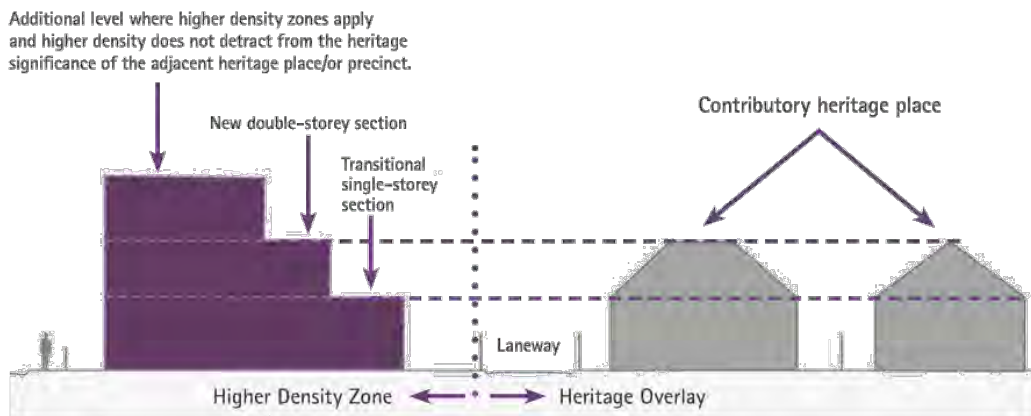 Additional level where higher density zones apply
and higher density does not detract from the heritage
significance of the adjacent heritage place/or precinct.
New double-storey section
Transitional
single-storey
section
Contributory heritage place
Laneway
Higher Density Zone
Heritage Overlay